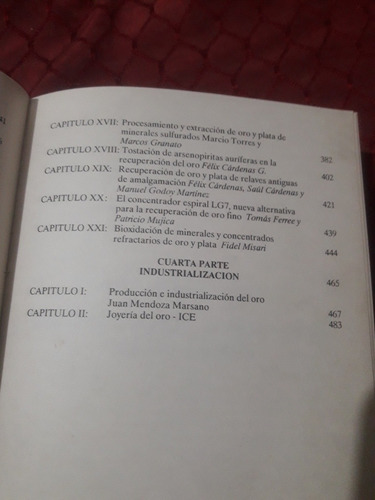 CAPITULO XVII: Procesamiento y extracción de oro y plata de
minerales sulfurados Marcio Torres y
Marcos Granato
382
CAPITULO XVIII: Tostación de arsenopiritas auríferas en la
recuperación del oro Félix Cárdenas G.
402
CAPITULO XIX: Recuperación de oro y plata de relaves antiguas
de amalgamación Félix Cárdenas, Saúl Cárdenas y
Manuel Godoy Martínez
421
CAPITULO XX: El concentrador espiral LG7, nueva alternativa
para la recuperación de oro fino Tomás Ferree y
Patricio Mujica
439
CAPITULO XXI: Bioxidación de minerales y concentrados
refractarios de oro y plata Fidel Misari
444
CUARTA PARTE
INDUSTRIALIZACION
465
CAPITULO I: Producción e industrialización del oro
Juan Mendoza Marsano
467
CAPITULO II: Joyería del oro - ICE
483